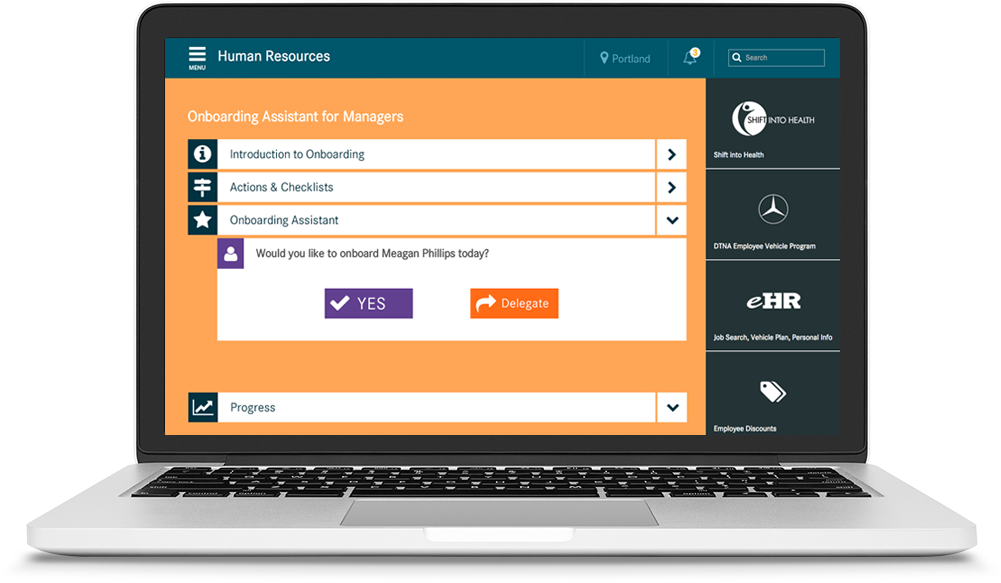 MENU
Human Resources
Portland
3
Search
Onboarding Assistant for Managers
Introduction to Onboarding
Actions & Checklists
Onboarding Assistant
Would you like to onboard Meagan Phillips today?
YES
Delegate
Progress
SHIFT INTO HEALTH
Shift into Health
DTNA Employee Vehicle Program
eHR
Job Search, Vehicle Plan, Personal Info
Employee Discounts